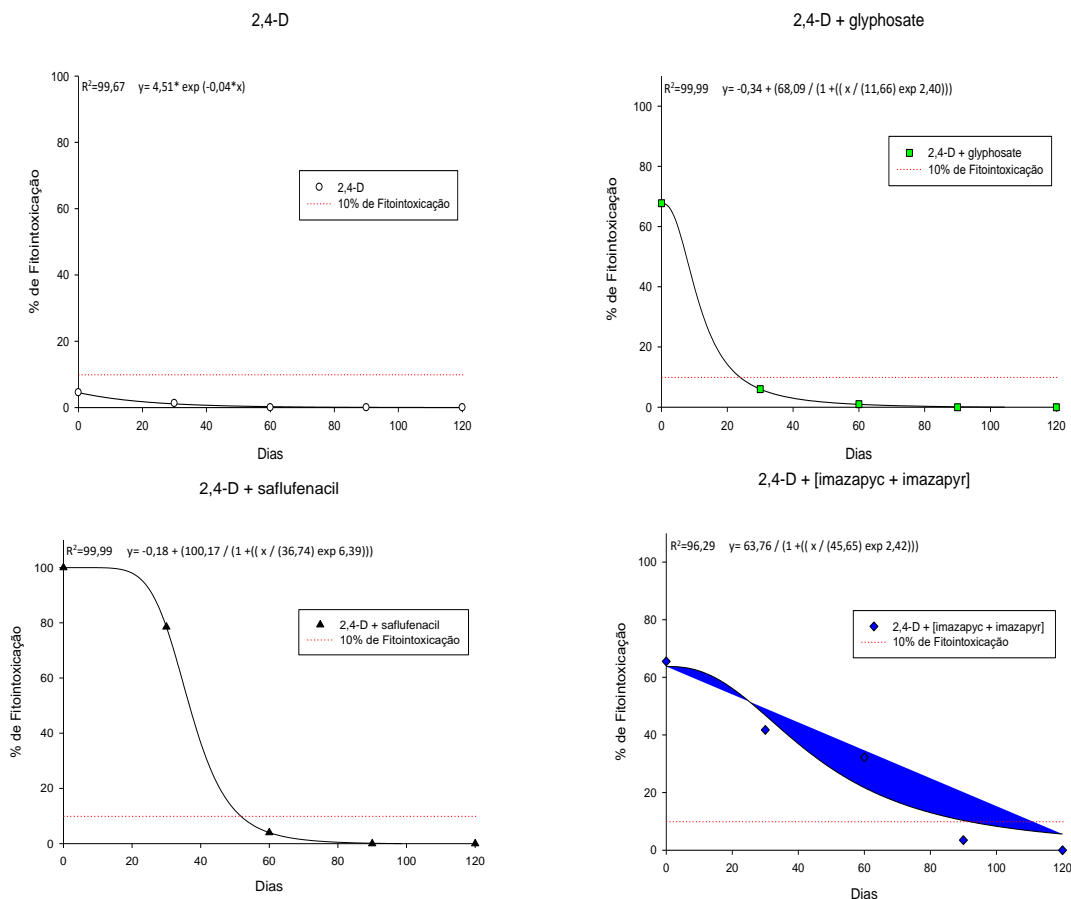 2,4-D
R²=99,67 y= 4,51* exp (-0,04*x)
100
80
60
40
20
0
% de Fitointoxicação
2,4-D
10% de Fitointoxicação
0 20 40 60 80 100 120
Dias
2,4-D + glyphosate
R²=99,99 y= -0,34 + (68,09 / (1 +(( x / (11,66) exp 2,40)))
100
80
60
40
20
0
% de Fitointoxicação
2,4-D + glyphosate
10% de Fitointoxicação
0 20 40 60 80 100 120
Dias
2,4-D + saflufenacil
R²=99,99 y= -0,18 + (100,17 / (1 +(( x / (36,74) exp 6,39)))
100
80
60
40
20
0
% de Fitointoxicação
2,4-D + saflufenacil
10% de Fitointoxicação
0 20 40 60 80 100 120
Dias
2,4-D + [imazapyc + imazapyr]
R²=96,29 y= 63,76 / (1 +(( x / (45,65) exp 2,42)))
100
80
60
40
20
0
% de Fitointoxicação
2,4-D + [imazapyc + imazapyr]
10% de Fitointoxicação
0 20 40 60 80 100 120
Dias